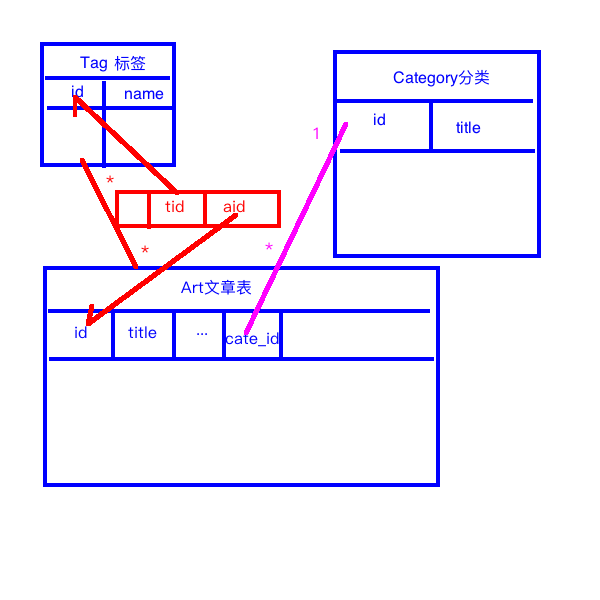 Tag 标签
id name
Category分类
id title
1
*
tid aid
*
*
Art文章表
id title ... cate_id